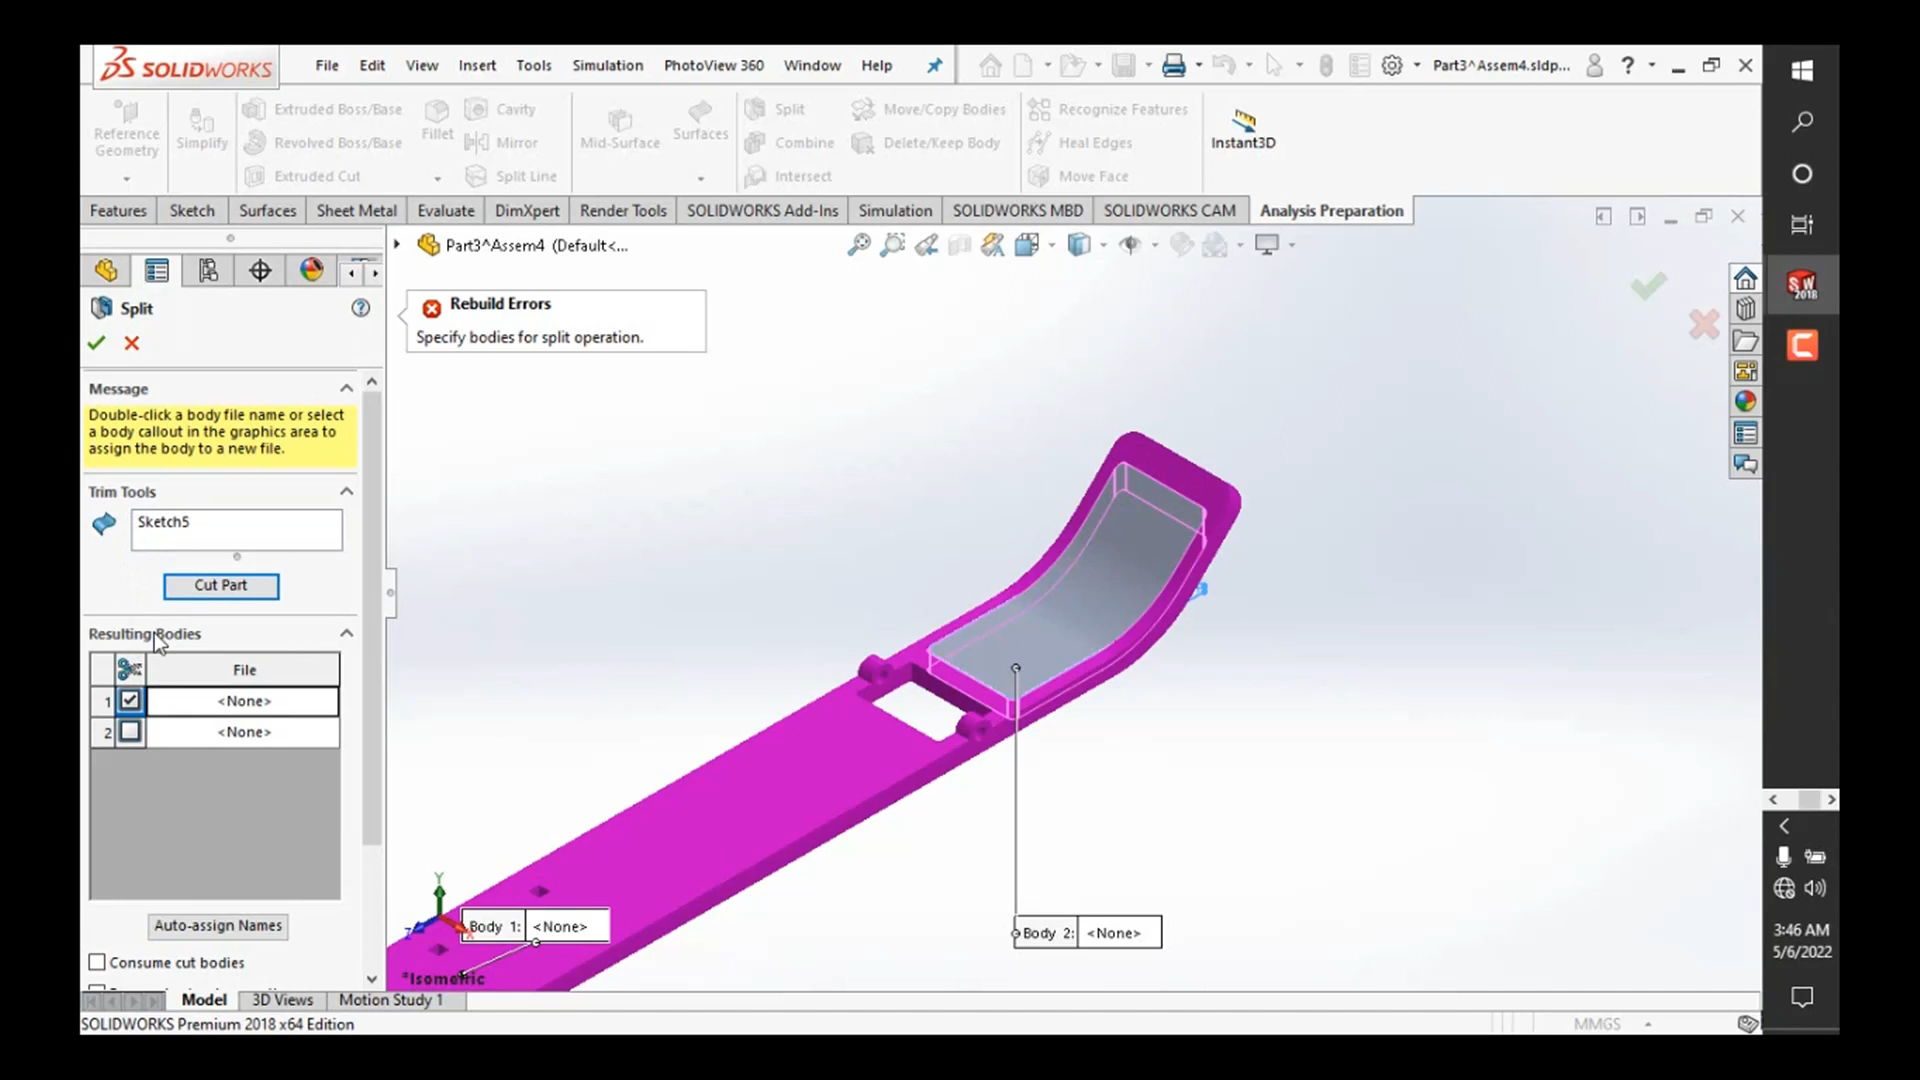 SOLIDWORKS File Edit View Insert Tools Simulation PhotoView 360 Window Help Part3^Assem4.sldp... ?
Reference Geometry
Simplify
Extruded Boss/Base
Revolved Boss/Base
Extruded Cut
Fillet
Cavity
Mirror
Split Line
Mid-Surface
Surfaces
Split
Combine
Intersect
Move/Copy Bodies
Delete/Keep Body
Recognize Features
Heal Edges
Move Face
Instant3D
Features Sketch Surfaces Sheet Metal Evaluate DimXpert Render Tools SOLIDWORKS Add-Ins Simulation SOLIDWORKS MBD SOLIDWORKS CAM Analysis Preparation
Part3^Assem4 (Default<...
Split
Rebuild Errors
Specify bodies for split operation.
Message
Double-click a body file name or select
a body callout in the graphics area to
assign the body to a new file.
Trim Tools
Sketch5
Cut Part
Resulting Bodies
File
1 <None>
2 <None>
Auto-assign Names
Consume cut bodies
Y
Z
X
Body 1: <None>
Body 2: <None>
*Isometric
Model 3D Views Motion Study 1
SOLIDWORKS Premium 2018 x64 Edition
MMGS
SW
2018
3:46 AM
5/6/2022